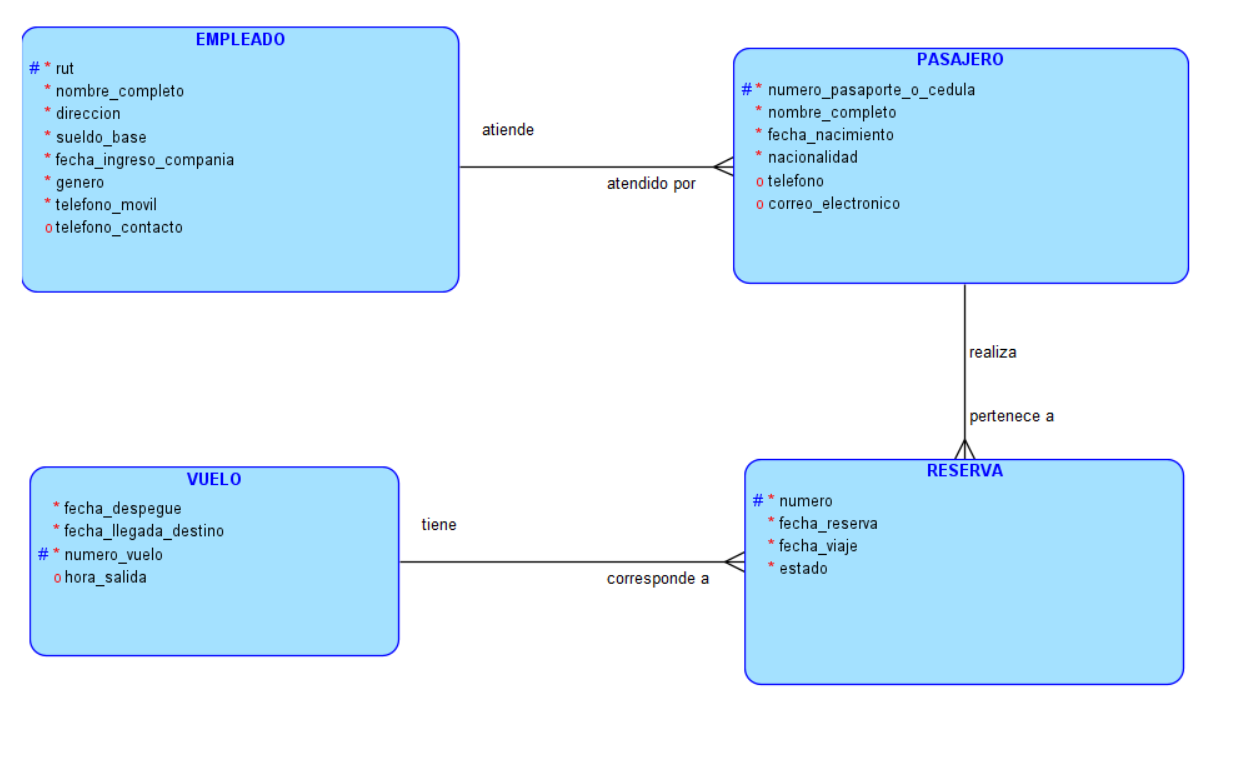 EMPLEADO
# * rut
* nombre_completo
* direccion
* sueldo_base
* fecha_ingreso_compania
* genero
* telefono_movil
o telefono_contacto
atiende
atendido por
PASAJERO
# * numero_pasaporte_o_cedula
* nombre_completo
* fecha_nacimiento
* nacionalidad
o telefono
o correo_electronico
realiza
pertenece a
VUELO
* fecha_despegue
* fecha_llegada_destino
# * numero_vuelo
o hora_salida
tiene
corresponde a
RESERVA
# * numero
* fecha_reserva
* fecha_viaje
* estado